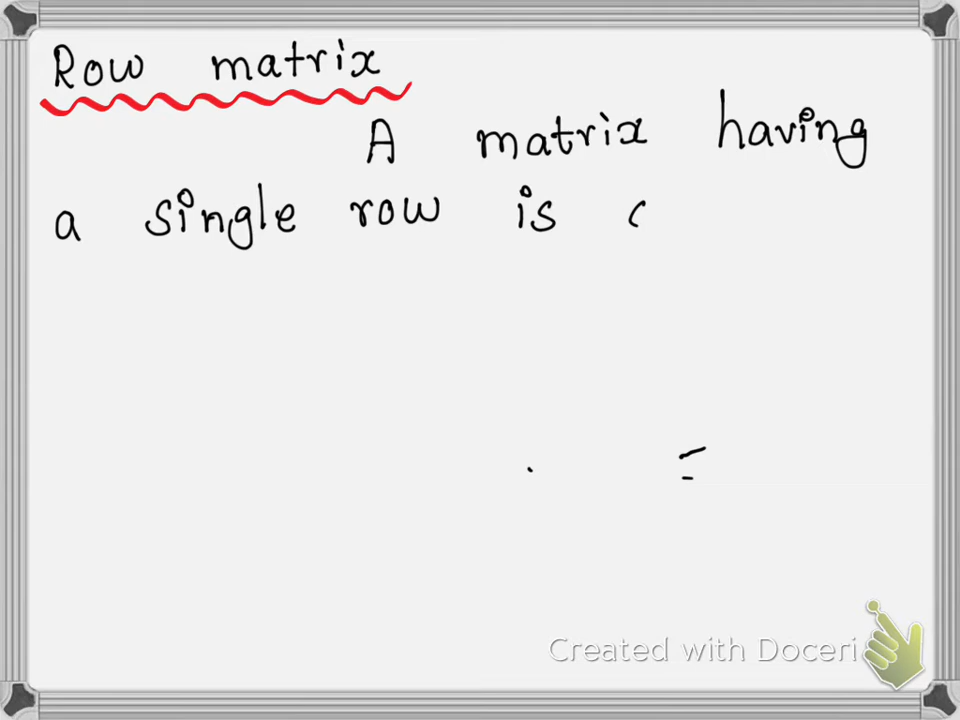 Row matrix
A matrix having
a single row is c
Created with Doceri